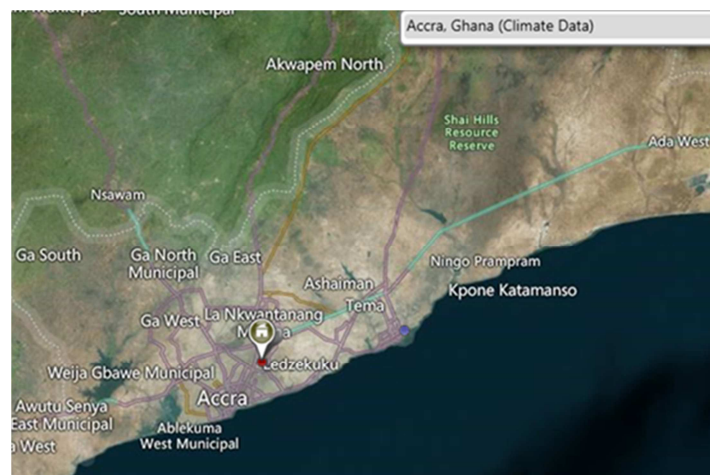 South Municipal
Accra, Ghana (Climate Data)
Akwapem North
Shai Hills
Resource
Reserve
Ada West
Nsawam
Ga South
Ga North
Municipal
Ga East
Ningo Prampram
Ashaiman
Kpone Katamanso
Tema
Ga West
La Nkwantanang
M a
Ledzekuku
Weija Gbawe Municipal
Accra
Awutu Senya
East Municipal
Ablekuma
West Municipal
a West